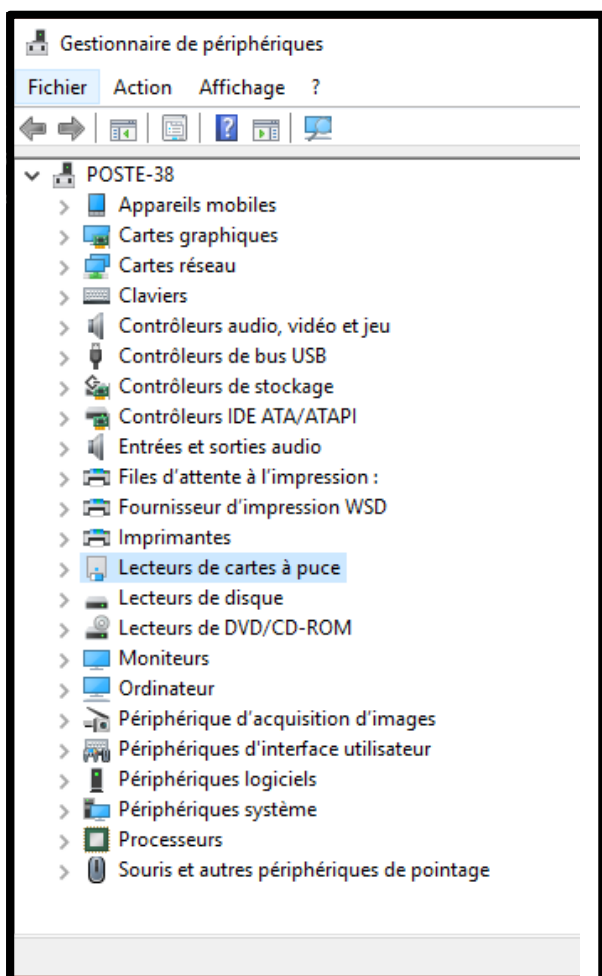 Gestionnaire de périphériques
Fichier Action Affichage ?
POSTE-38
Appareils mobiles
Cartes graphiques
Cartes réseau
Claviers
Contrôleurs audio, vidéo et jeu
Contrôleurs de bus USB
Contrôleurs de stockage
Contrôleurs IDE ATA/ATAPI
Entrées et sorties audio
Files d'attente à l'impression :
Fournisseur d'impression WSD
Imprimantes
Lecteurs de cartes à puce
Lecteurs de disque
Lecteurs de DVD/CD-ROM
Moniteurs
Ordinateur
Périphérique d'acquisition d'images
Périphériques d'interface utilisateur
Périphériques logiciels
Périphériques système
Processeurs
Souris et autres périphériques de pointage